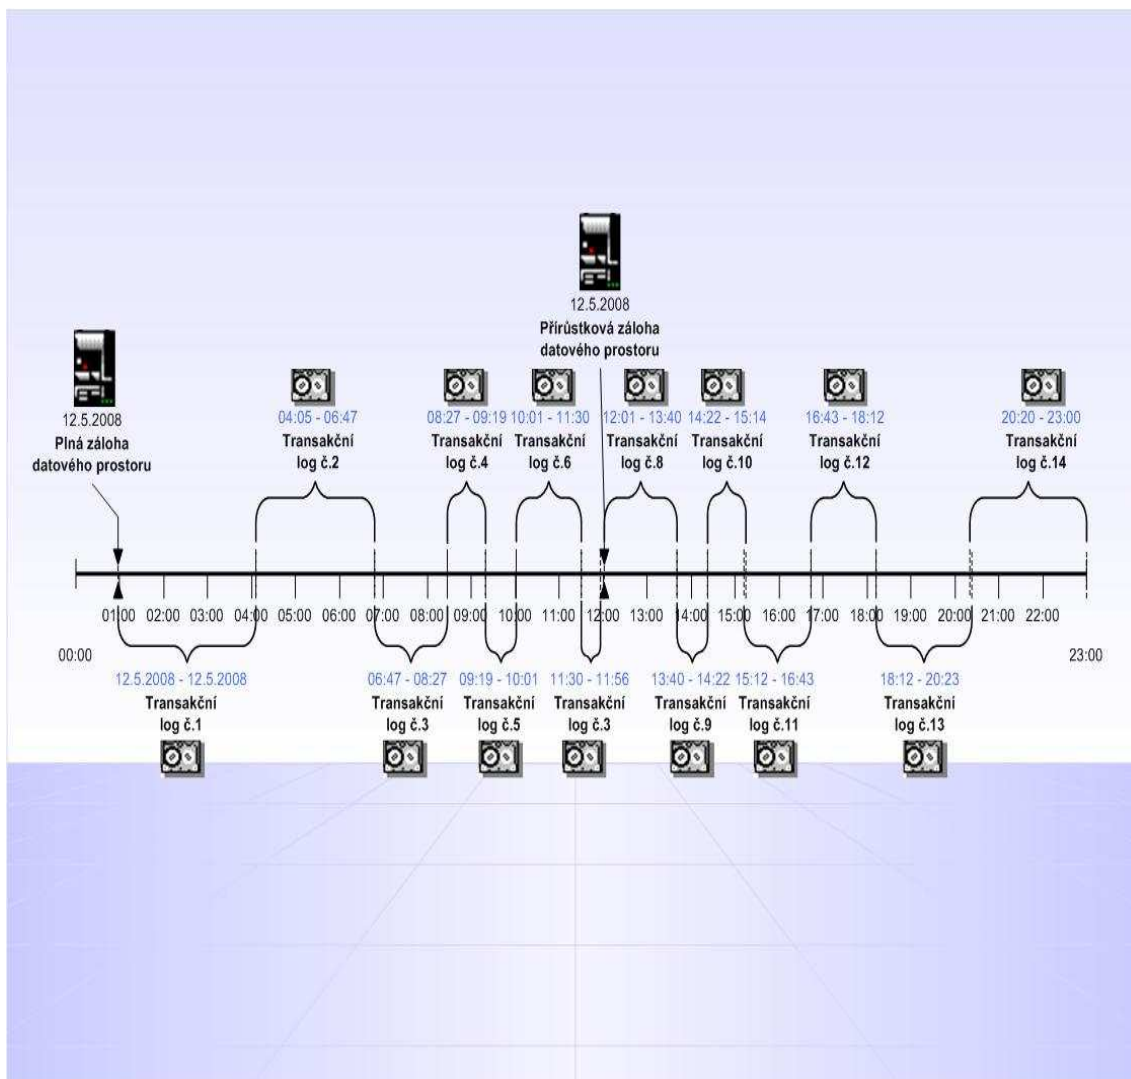 12.5.2008
Přírůstková záloha
datového prostoru
12.5.2008
Plná záloha
datového prostoru
04:05 - 06:47
Transakční
log č.2
08:27 - 09:19
Transakční
log č.4
10:01 - 11:30
Transakční
log č.6
12:01 - 13:40
Transakční
log č.8
14:22 - 15:14
Transakční
log č.10
16:43 - 18:12
Transakční
log č.12
20:20 - 23:00
Transakční
log č.14
01:00 02:00 03:00 04:00 05:00 06:00 07:00 08:00 09:00 10:00 11:00 12:00 13:00 14:00 15:00 16:00 17:00 18:00 19:00 20:00 21:00 22:00
00:00
23:00
12.5.2008 - 12.5.2008
Transakční
log č.1
06:47 - 08:27
Transakční
log č.3
09:19 - 10:01
Transakční
log č.5
11:30 - 11:56
Transakční
log č.3
13:40 - 14:22
Transakční
log č.9
15:12 - 16:43
Transakční
log č.11
18:12 - 20:23
Transakční
log č.13